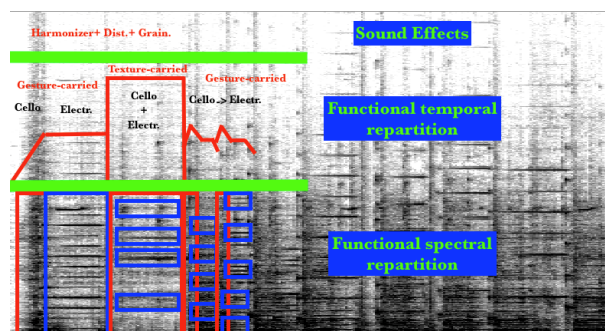 Harmonizer+ Dist.+ Grain.
Sound Effects
Texture-carried
Gesture-carried
Gesture-carried
Cello
Electr.
Cello
+
Electr.
Cello -> Electr.
Functional temporal
repartition
Functional spectral
repartition